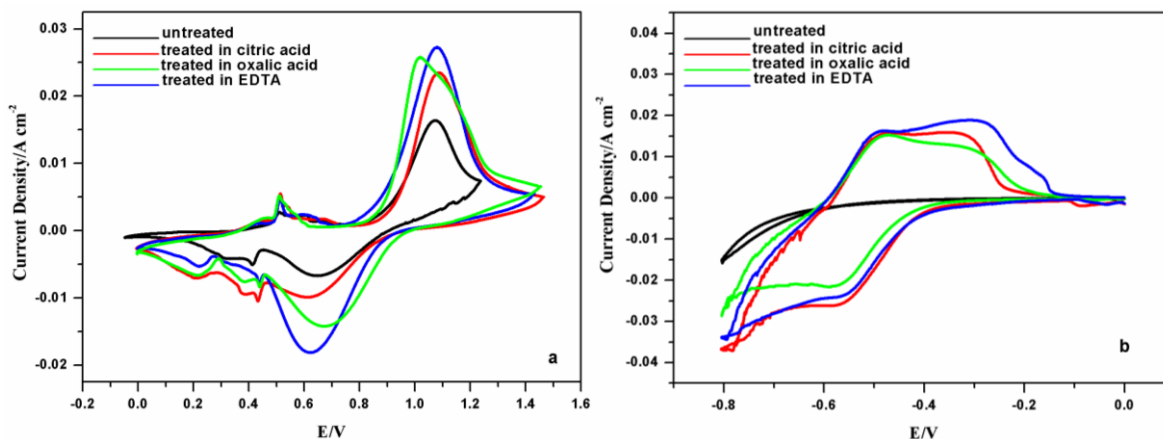 untreated
treated in citric acid
treated in oxalic acid
treated in EDTA
Current Density/A cm-2
0.03
0.02
0.01
0.00
-0.01
-0.02
-0.2
0.0
0.2
0.4
0.6
0.8
1.0
1.2
1.4
1.6
E/V
a
untreated
treated in citric acid
treated in oxalic acid
treated in EDTA
Current Density/A cm-2
0.04
0.03
0.02
0.01
0.00
-0.01
-0.02
-0.03
-0.04
-0.8
-0.6
-0.4
-0.2
0.0
E/V
b